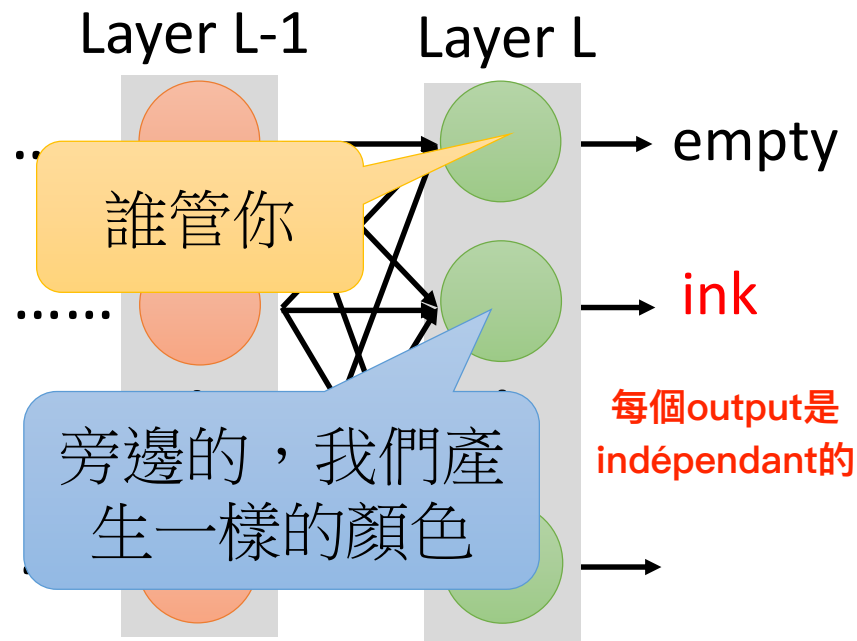 Layer L-1
Layer L
empty
誰管你
ink
……
旁邊的，我們產
生一樣的顏色
每個output是
indépendant的